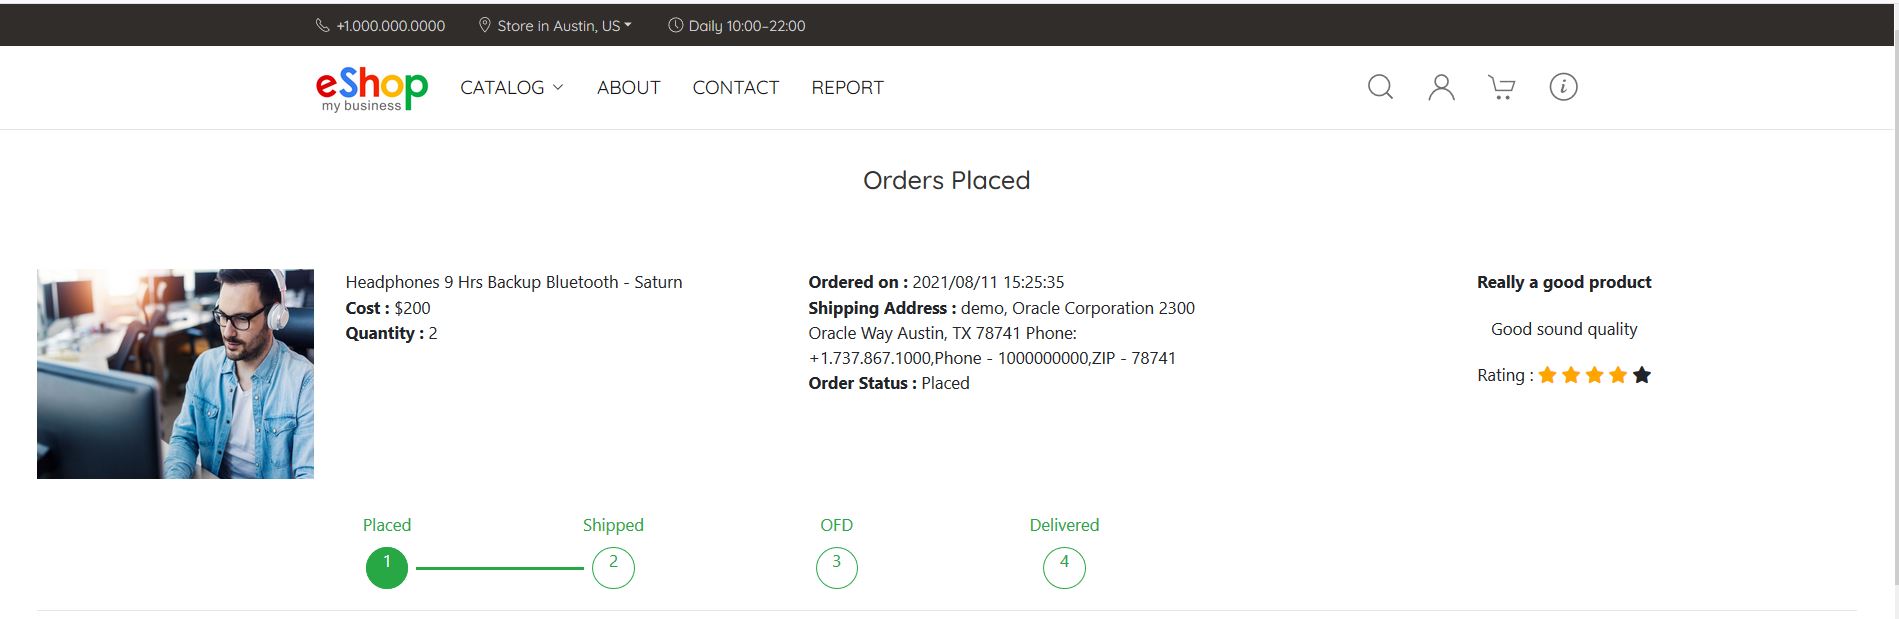 +1.000.000.0000 Store in Austin, US Daily 10:00–22:00
eShop
my business
CATALOG ABOUT CONTACT REPORT
Orders Placed
Headphones 9 Hrs Backup Bluetooth - Saturn
Cost : $200
Quantity : 2
Ordered on : 2021/08/11 15:25:35
Shipping Address : demo, Oracle Corporation 2300
Oracle Way Austin, TX 78741 Phone:
+1.737.867.1000,Phone - 1000000000,ZIP - 78741
Order Status : Placed
Really a good product
Good sound quality
Rating :
Placed Shipped OFD Delivered
1 2 3 4